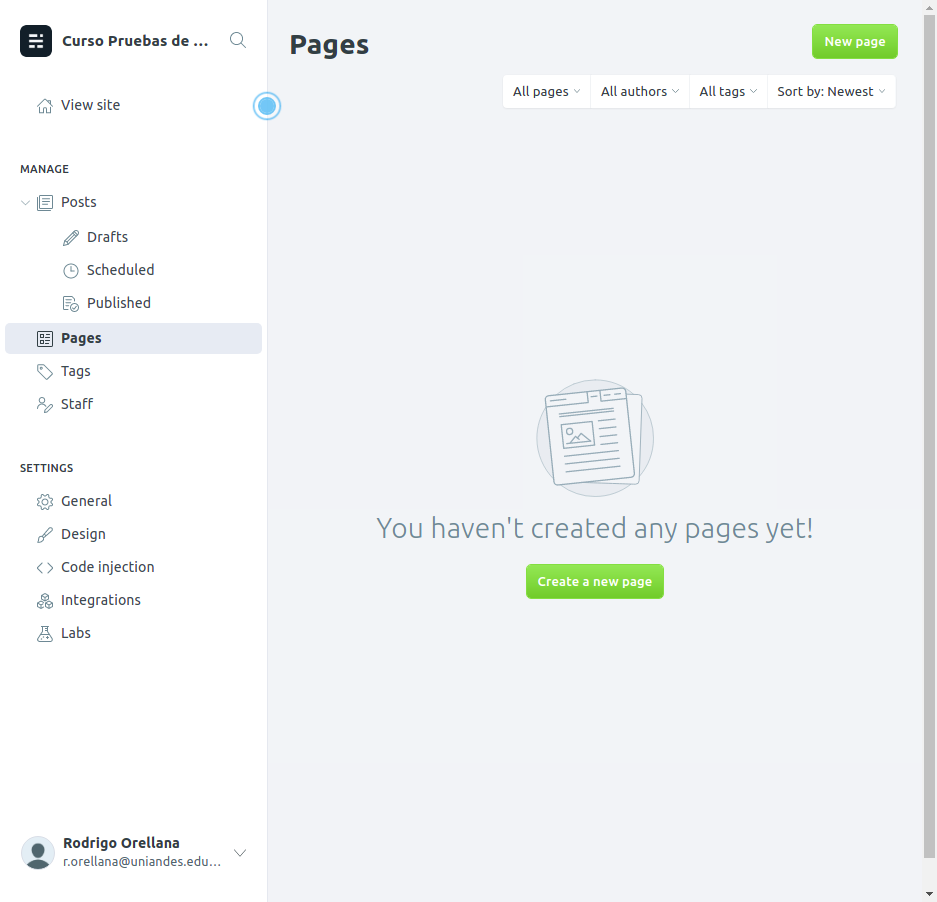 Curso Pruebas de ...
View site
MANAGE
Posts
Drafts
Scheduled
Published
Pages
Tags
Staff
SETTINGS
General
Design
Code injection
Integrations
Labs
Rodrigo Orellana
r.orellana@uniandes.edu...
Pages
New page
All pages All authors All tags Sort by: Newest
You haven't created any pages yet!
Create a new page